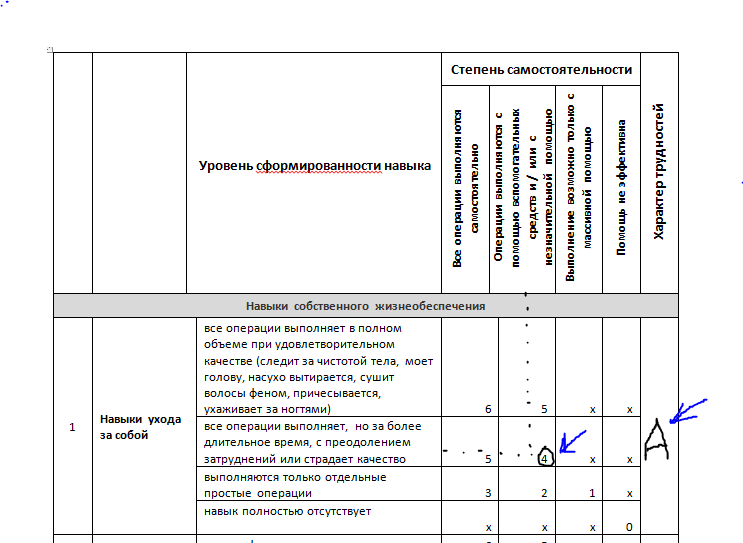 Степень самостоятельности
Уровень сформированности навыка
Все операции выполняются
самостоятельно
Операции выполняются с
помощью вспомогательных
средств и/ или с
незначительной помощью
Выполнение возможно только с
массивной помощью
Помощь не эффективна
Характер трудностей
Навыки собственного жизнеобеспечения
1
Навыки ухода
за собой
все операции выполняет в полном
объеме при удовлетворительном
качестве (следит за чистотой тела, моет
голову, насухо вытирается, сушит
волосы феном, причесывается,
ухаживает за ногтями) 6 5 x x
все операции выполняет, но за более
длительное время, с преодолением
затруднений или страдает качество 5 4 x x
А
выполняются только отдельные
простые операции 3 2 1 x
навык полностью отсутствует
x x x 0